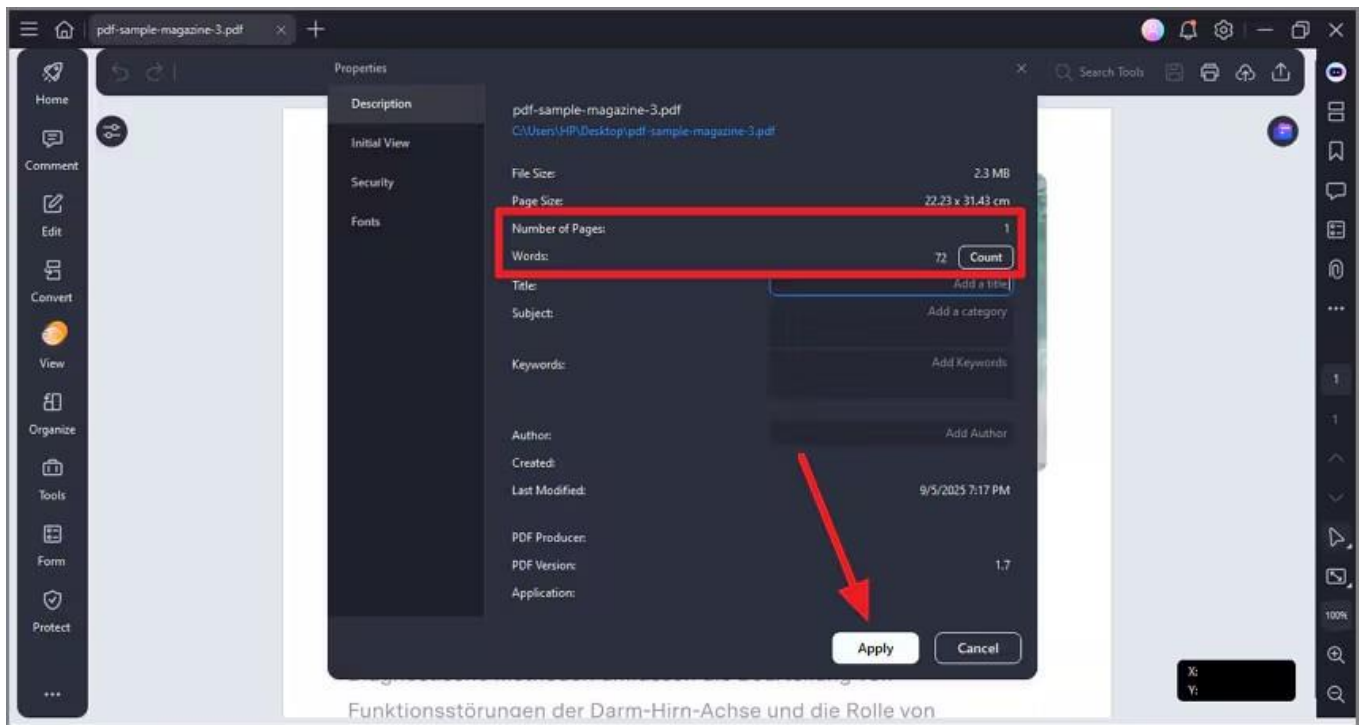 pdf-sample-magazine-3.pdf
Home
Comment
Edit
Convert
View
Organize
Tools
Form
Protect
Search Tools
Properties
Description
Initial View
Security
Fonts
pdf-sample-magazine-3.pdf
C:\Users\HP\Desktop\pdf-sample-magazine-3.pdf
File Size: 2.3 MB
Page Size: 22.23 x 31.43 cm
Number of Pages: 1
Words: 72 Count
Title: Add a title
Subject: Add a category
Keywords: Add Keywords
Author: Add Author
Created:
Last Modified: 9/5/2025 7:17 PM
PDF Producer:
PDF Version: 1.7
Application:
Apply Cancel
Funktionsstörungen der Darm-Hirn-Achse und die Rolle von
1
1
100%
X:
Y: